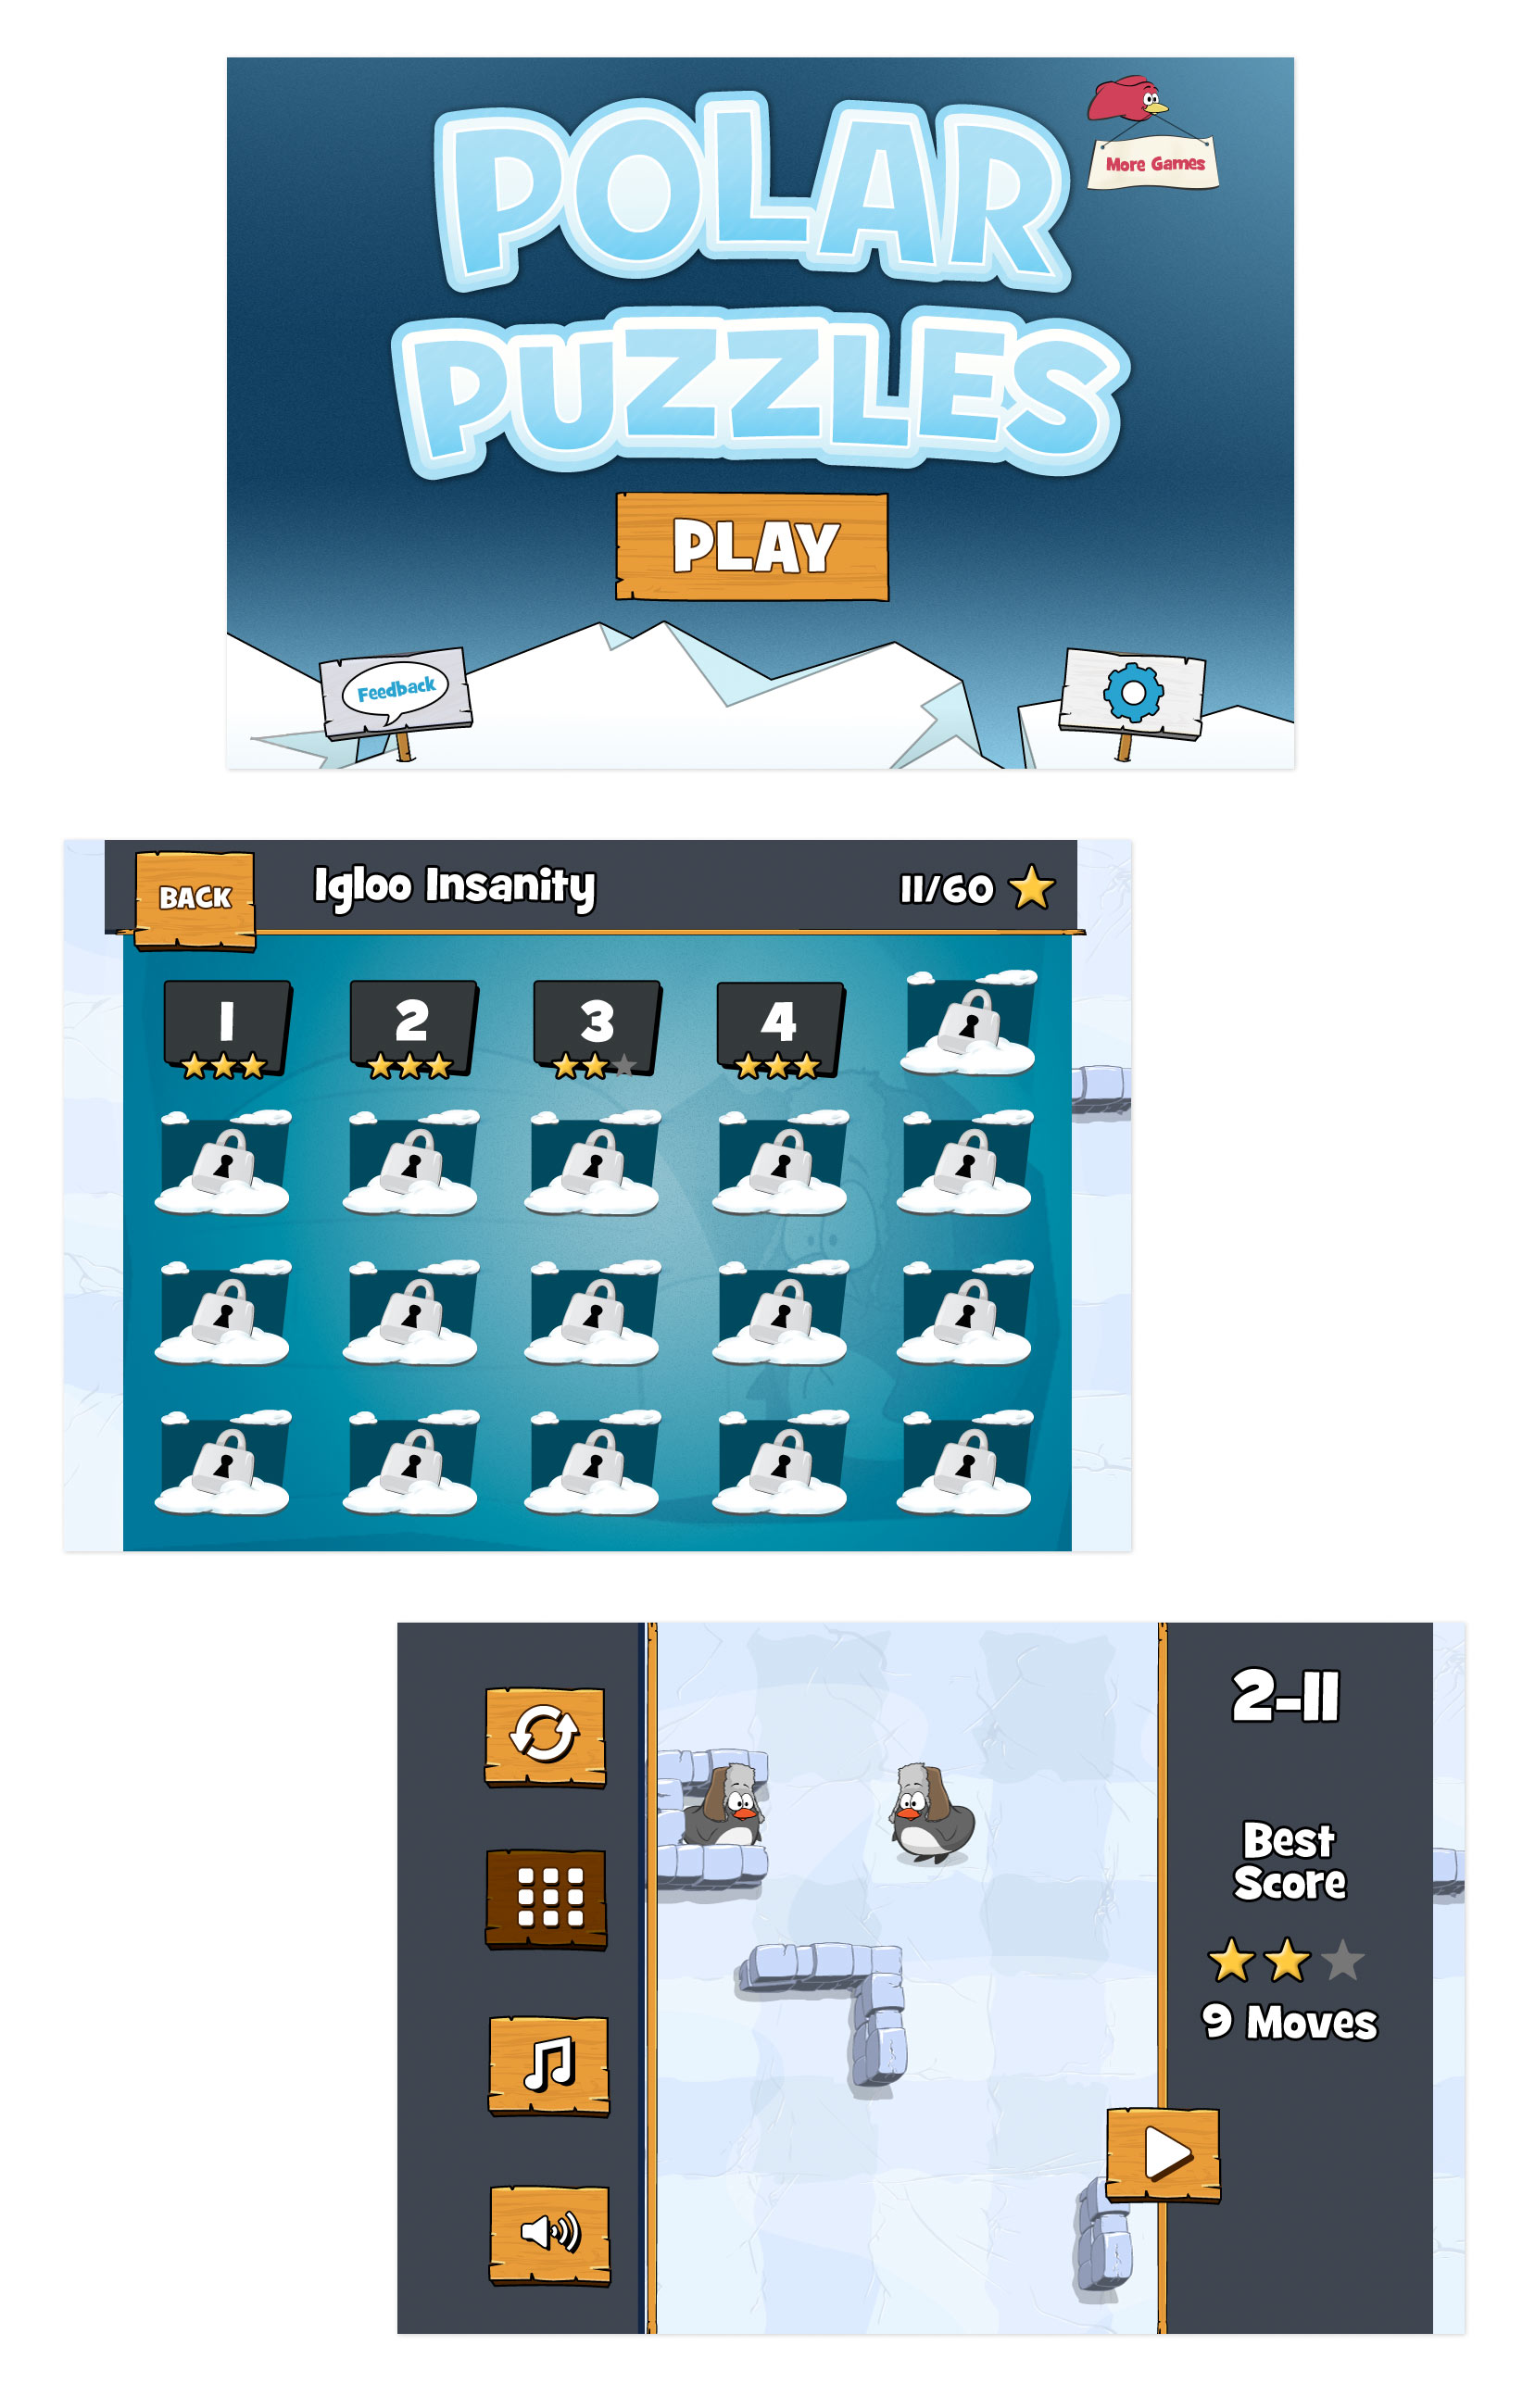 POLAR
PUZZLES
More Games
PLAY
Feedback
BACK
Igloo Insanity
11/60
1
2
3
4
2-11
Best
Score
9 Moves